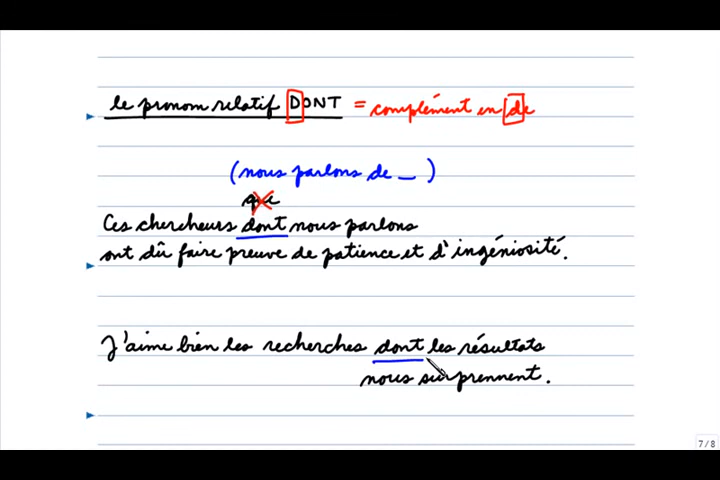 le pronom relatif DONT = complément en de
(nous parlons de _ )
que
Ces chercheurs dont nous parlons
ont dû faire preuve de patience et d'ingéniosité.
J'aime bien les recherches dont les résultats
nous surprennent.
7/8